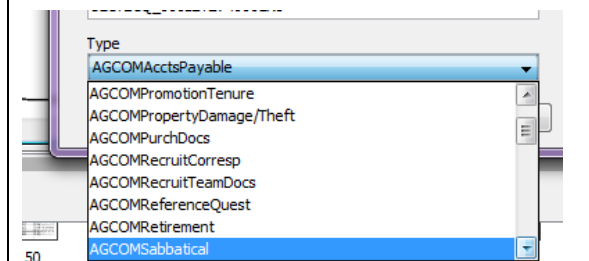 Type
AGCOMAcctsPayable
AGCOMPromotionTenure
AGCOMPropertyDamage/Theft
AGCOMPurchDocs
AGCOMRecruitCorresp
AGCOMRecruitTeamDocs
AGCOMReferenceQuest
AGCOMRetirement
AGCOMSabbatical
50